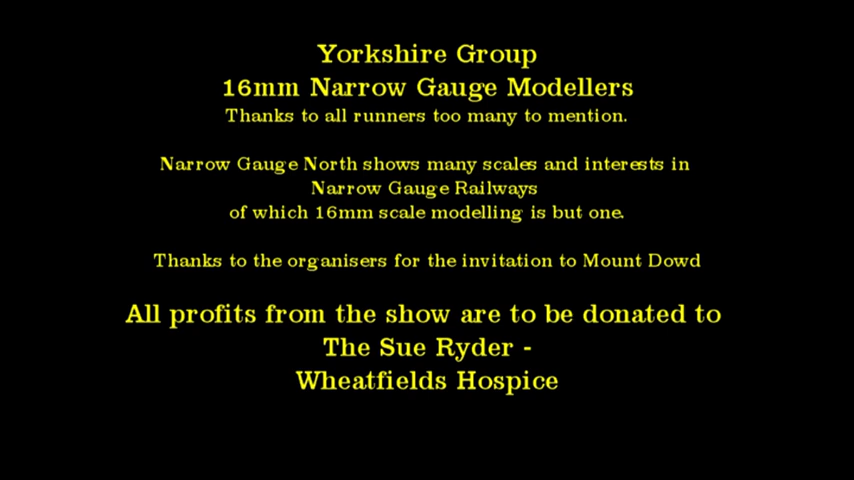 Yorkshire Group
16mm Narrow Gauge Modellers
Thanks to all runners too many to mention.
Narrow Gauge North shows many scales and interests in
Narrow Gauge Railways
of which 16mm scale modelling is but one.
Thanks to the organisers for the invitation to Mount Dowd
All profits from the show are to be donated to
The Sue Ryder -
Wheatfields Hospice